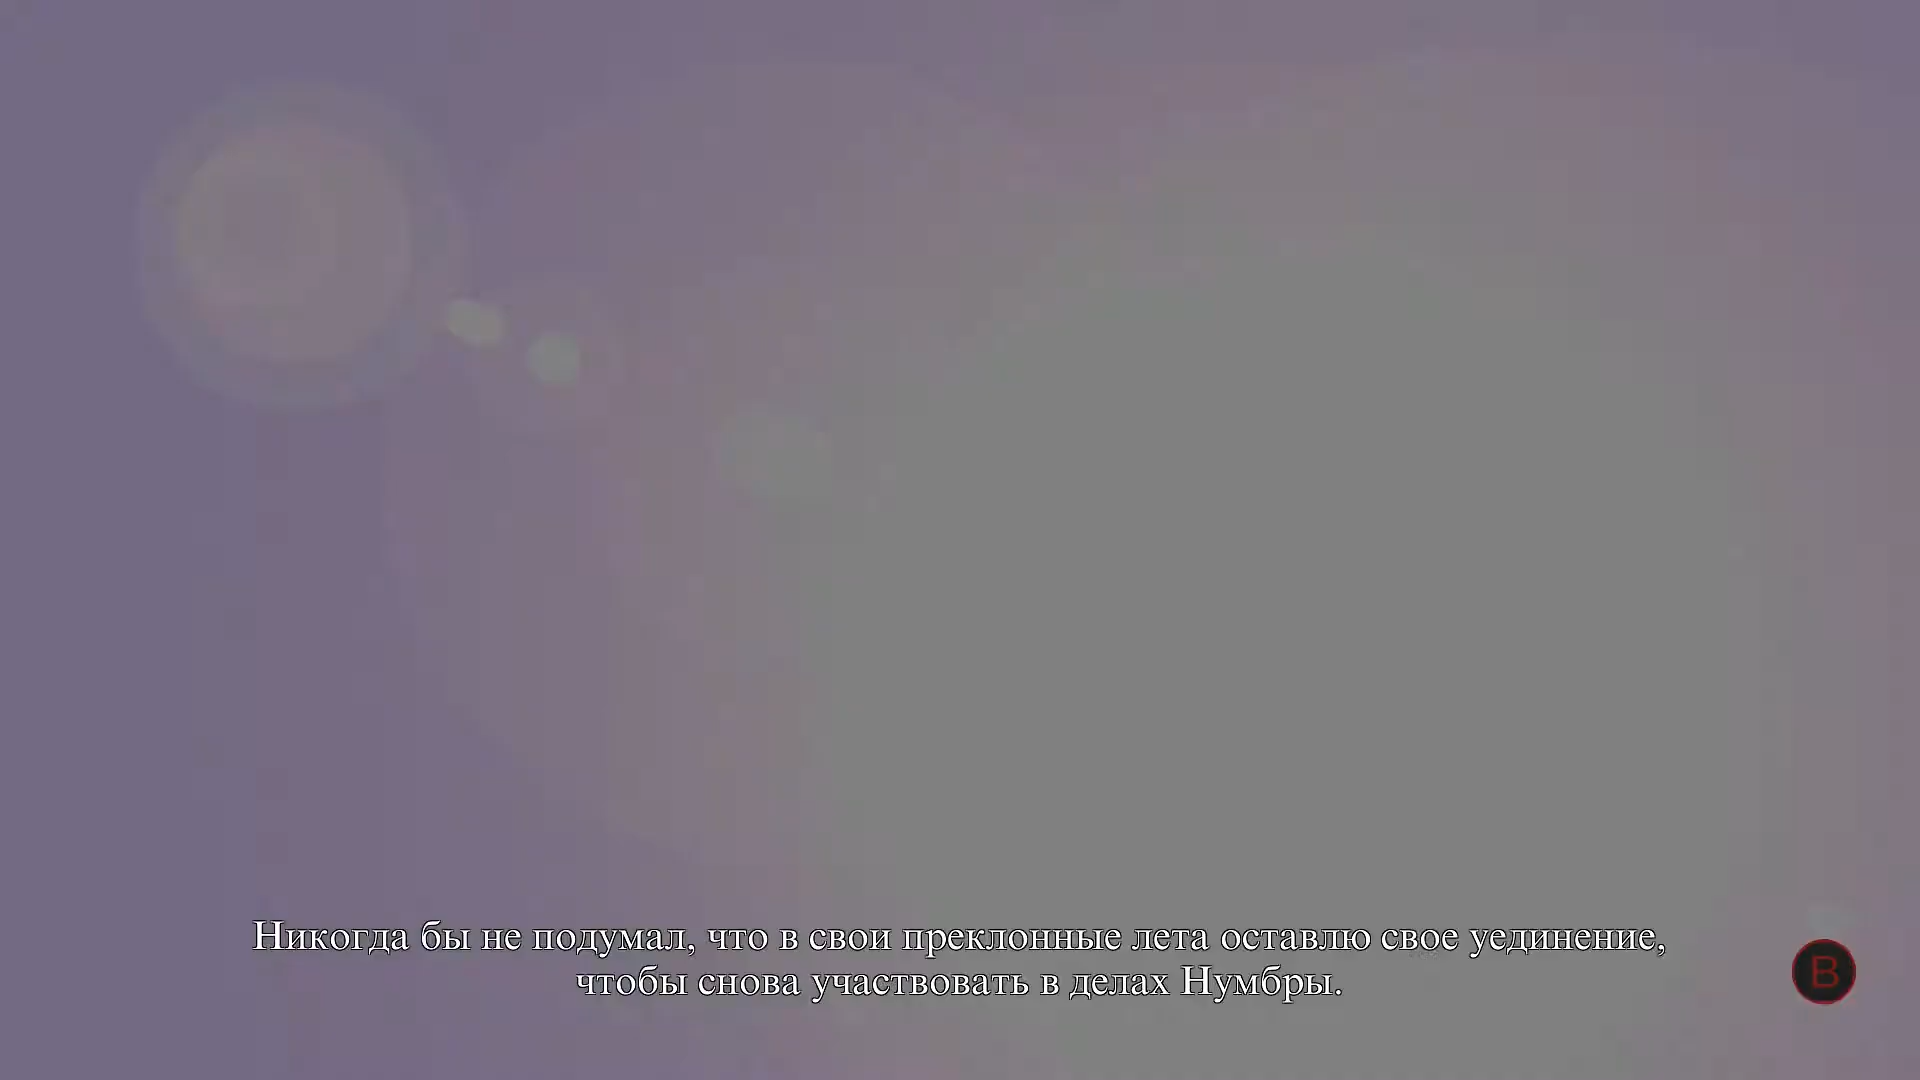 Никогда бы не подумал, что в свои преклонные лета оставлю свое уединение,
чтобы снова участвовать в делах Нумбры.
B